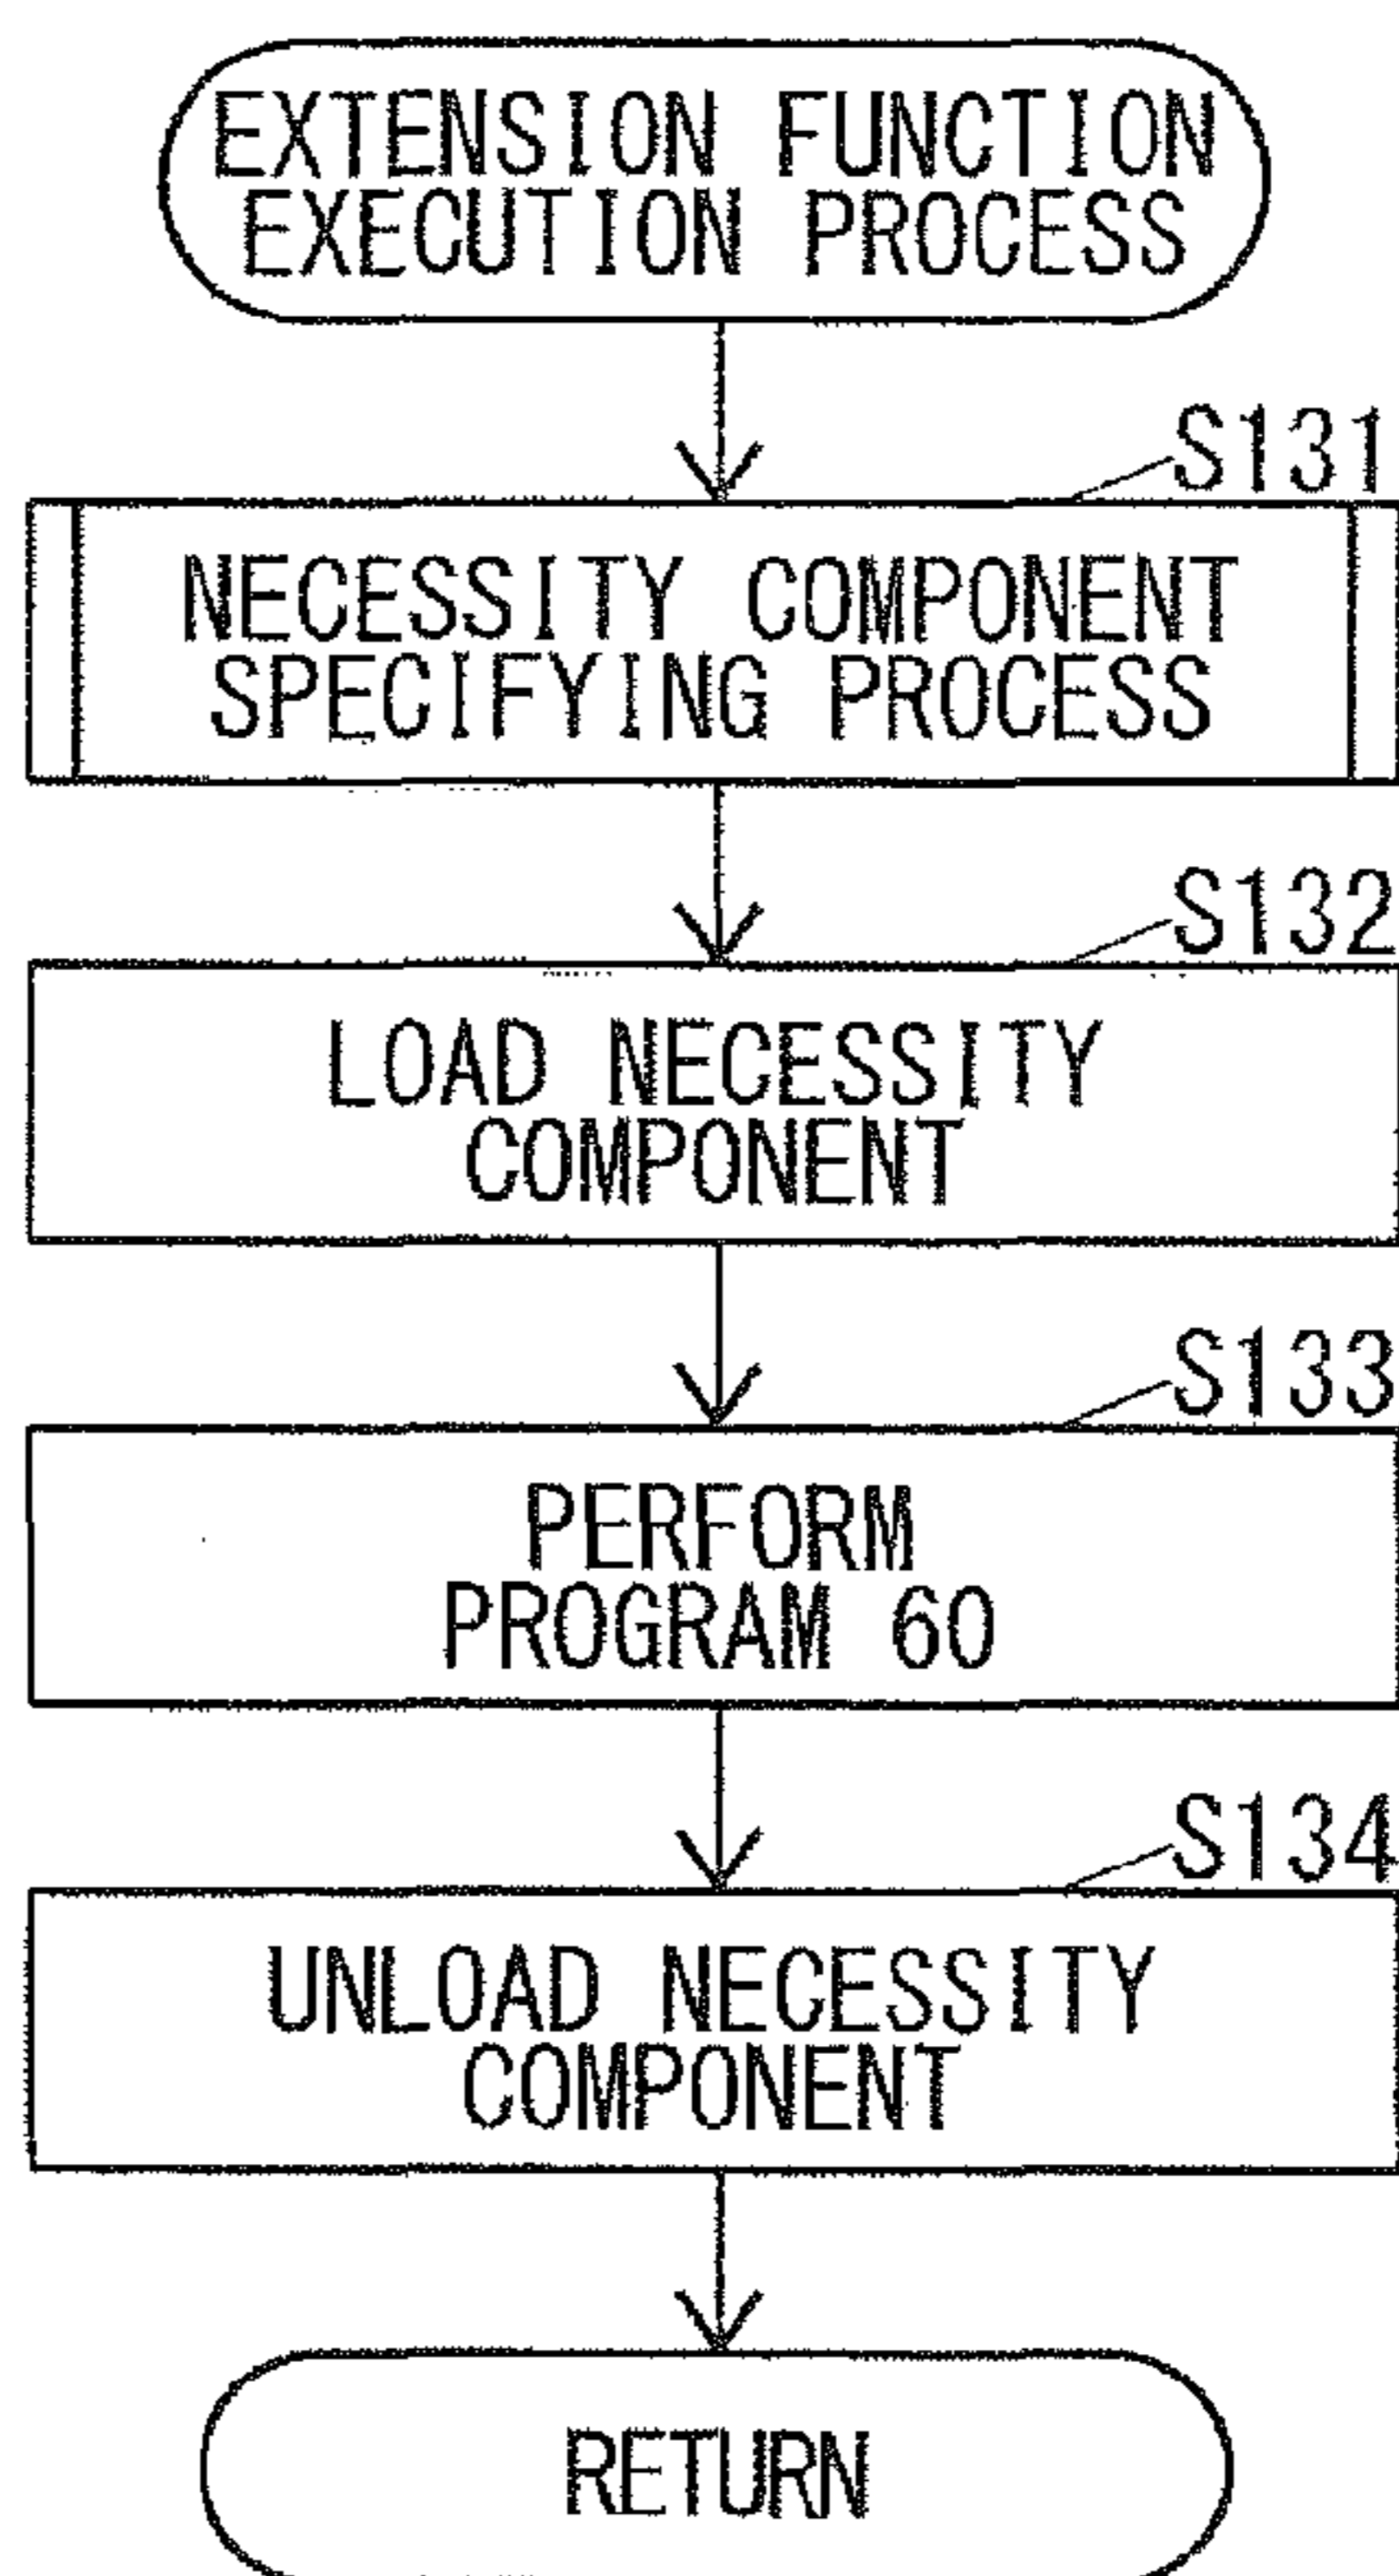 EXTENSION FUNCTION
EXECUTION PROCESS
S131
NECESSITY COMPONENT
SPECIFYING PROCESS
S132
LOAD NECESSITY
COMPONENT
S133
PERFORM
PROGRAM 60
S134
UNLOAD NECESSITY
COMPONENT
RETURN